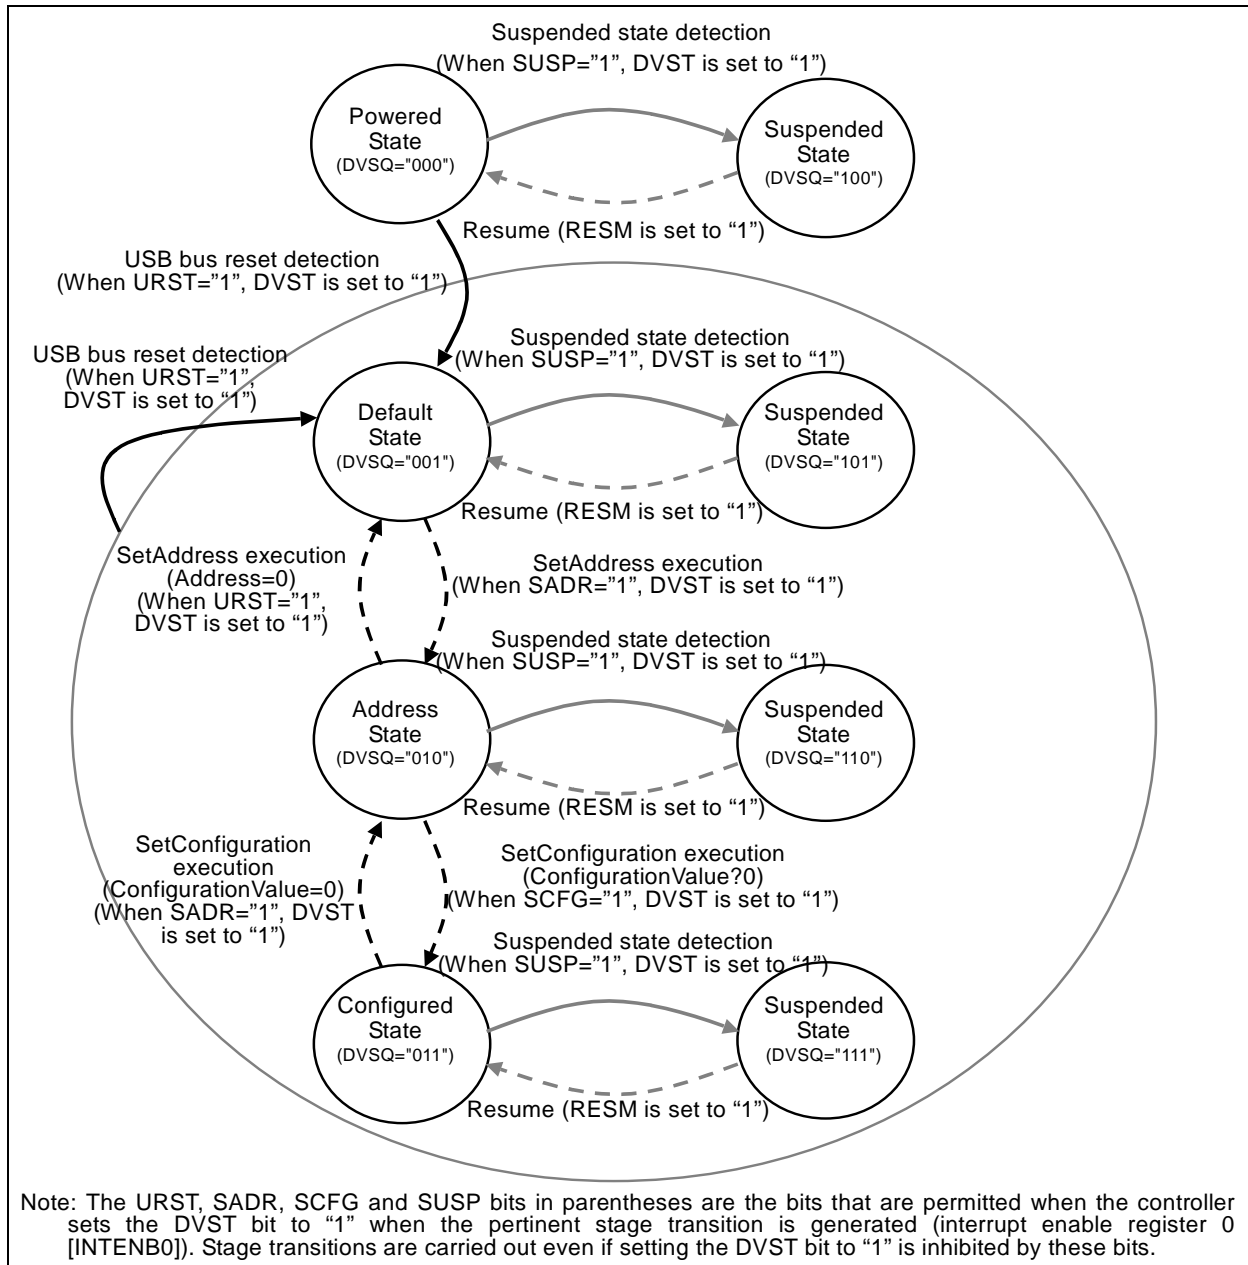 Suspended state detection
(When SUSP=”1”, DVST is set to “1”)
Powered
State
(DVSQ="000")
Suspended
State
(DVSQ="100")
Resume (RESM is set to “1”)
USB bus reset detection
(When URST=”1”, DVST is set to “1”)
USB bus reset detection
(When URST=”1”,
DVST is set to “1”)
Suspended state detection
(When SUSP=”1”, DVST is set to “1”)
Default
State
(DVSQ="001")
Suspended
State
(DVSQ="101")
Resume (RESM is set to “1”)
SetAddress execution
(Address=0)
(When URST=”1”,
DVST is set to “1”)
SetAddress execution
(When SADR=”1”, DVST is set to “1”)
Suspended state detection
(When SUSP=”1”, DVST is set to “1”)
Address
State
(DVSQ="010")
Suspended
State
(DVSQ="110")
Resume (RESM is set to “1”)
SetConfiguration
execution
(ConfigurationValue=0)
(When SADR=”1”, DVST
is set to “1”)
SetConfiguration execution
(ConfigurationValue?0)
(When SCFG=”1”, DVST is set to “1”)
Suspended state detection
(When SUSP=”1”, DVST is set to “1”)
Configured
State
(DVSQ="011")
Suspended
State
(DVSQ="111")
Resume (RESM is set to “1”)
Note: The URST, SADR, SCFG and SUSP bits in parentheses are the bits that are permitted when the controller
sets the DVST bit to “1” when the pertinent stage transition is generated (interrupt enable register 0
[INTENB0]). Stage transitions are carried out even if setting the DVST bit to “1” is inhibited by these bits.